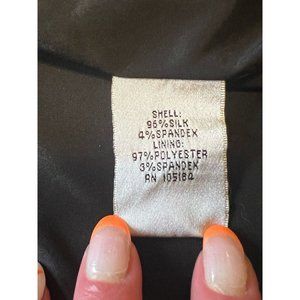 SHELL:
96%SILK
4%SPANDEX
LINING:
97%POLYESTER
3%SPANDEX
RN 105184